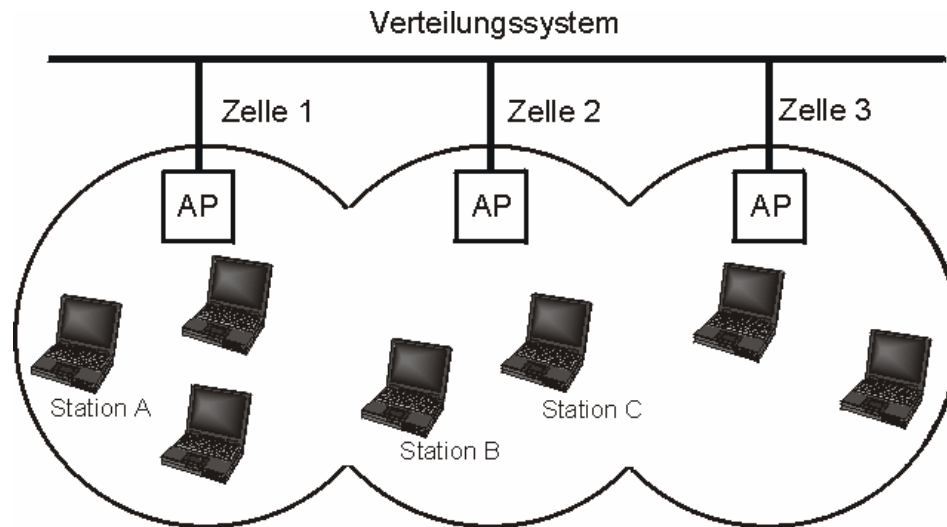 Verteilungssystem
Zelle 1
Zelle 2
Zelle 3
AP
AP
AP
Station A
Station C
Station B